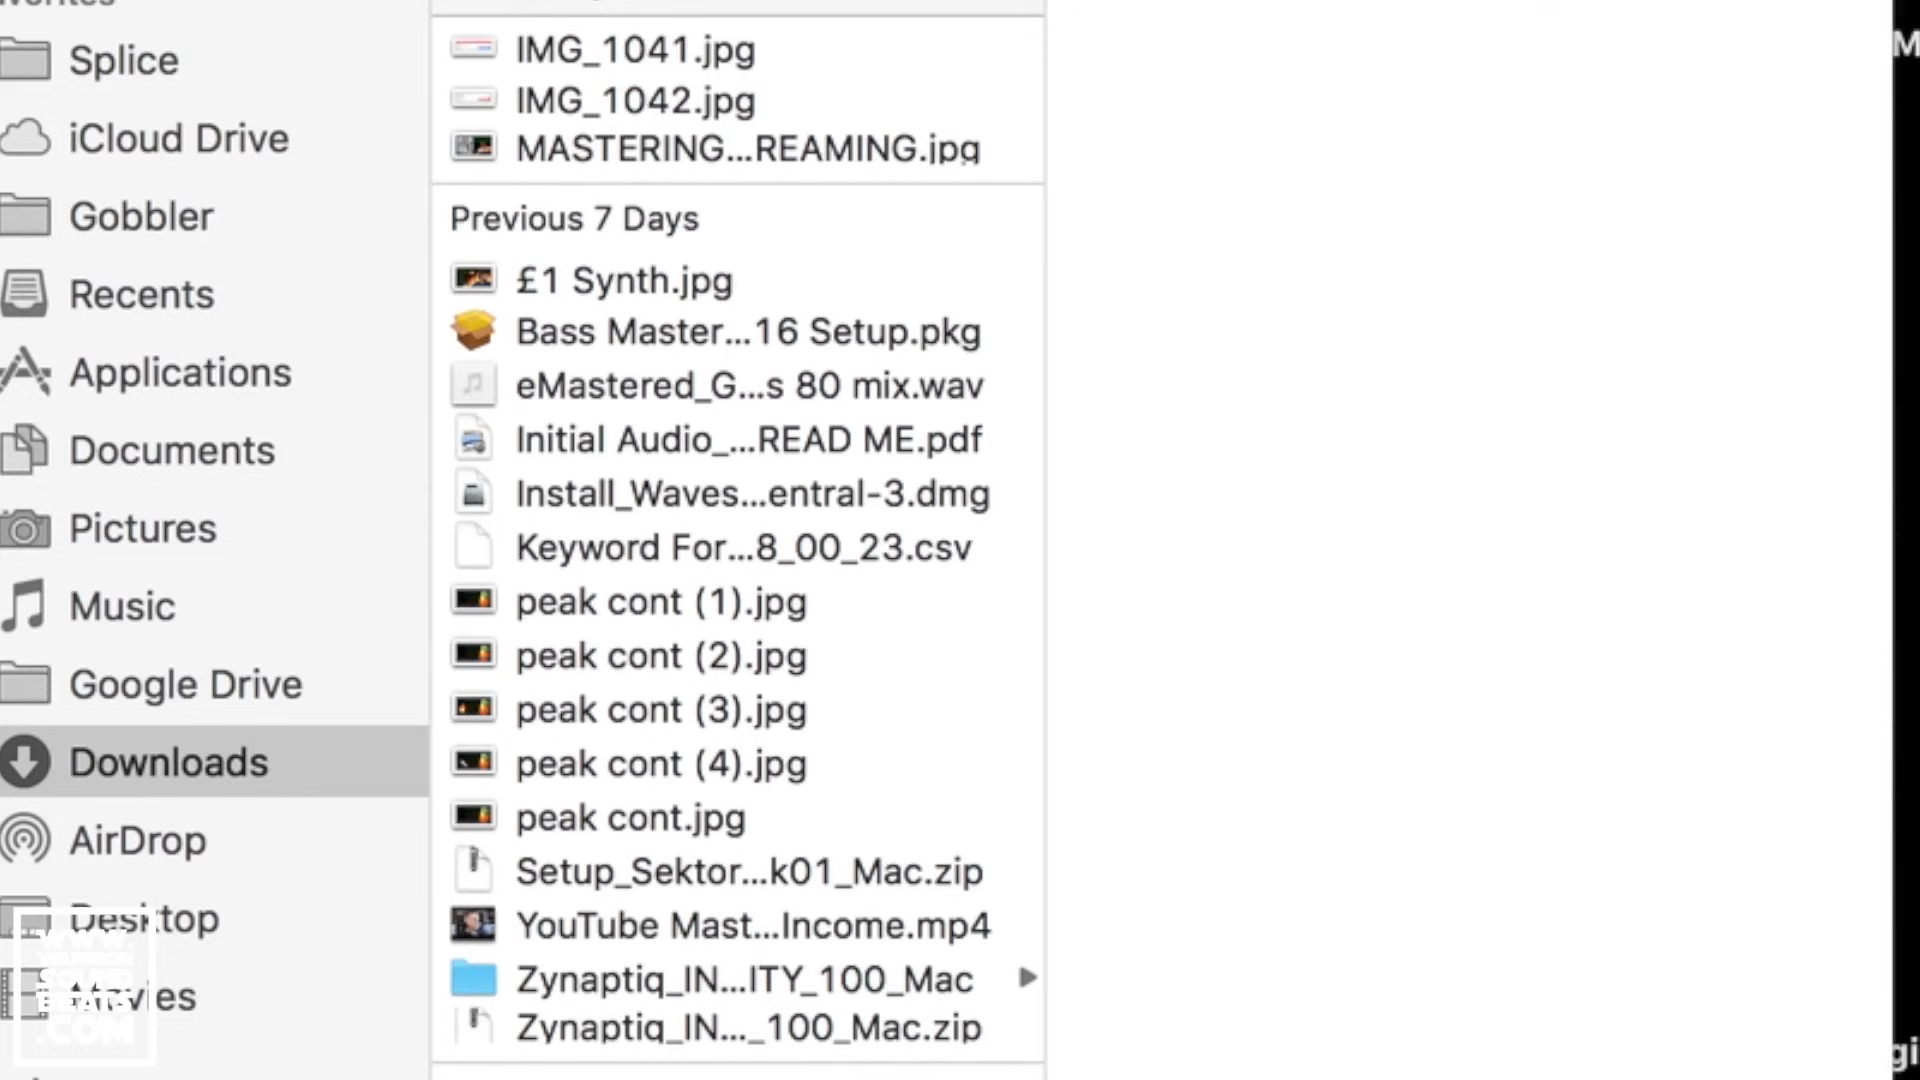 Splice
iCloud Drive
Gobbler
Recents
Applications
Documents
Pictures
Music
Google Drive
Downloads
AirDrop
Desktop
IMG_1041.jpg
IMG_1042.jpg
MASTERING...REAMING.jpg
Previous 7 Days
£1 Synth.jpg
Bass Master...16 Setup.pkg
eMastered_G...s 80 mix.wav
Initial Audio_...READ ME.pdf
Install_Waves...entral-3.dmg
Keyword For...8_00_23.csv
peak cont (1).jpg
peak cont (2).jpg
peak cont (3).jpg
peak cont (4).jpg
peak cont.jpg
Setup_Sektor...k01_Mac.zip
YouTube Mast...Income.mp4
Zynaptiq_IN...ITY_100_Mac
Zynaptiq_IN..._100_Mac.zip
WWW.
SOUND
BEATS
.COM